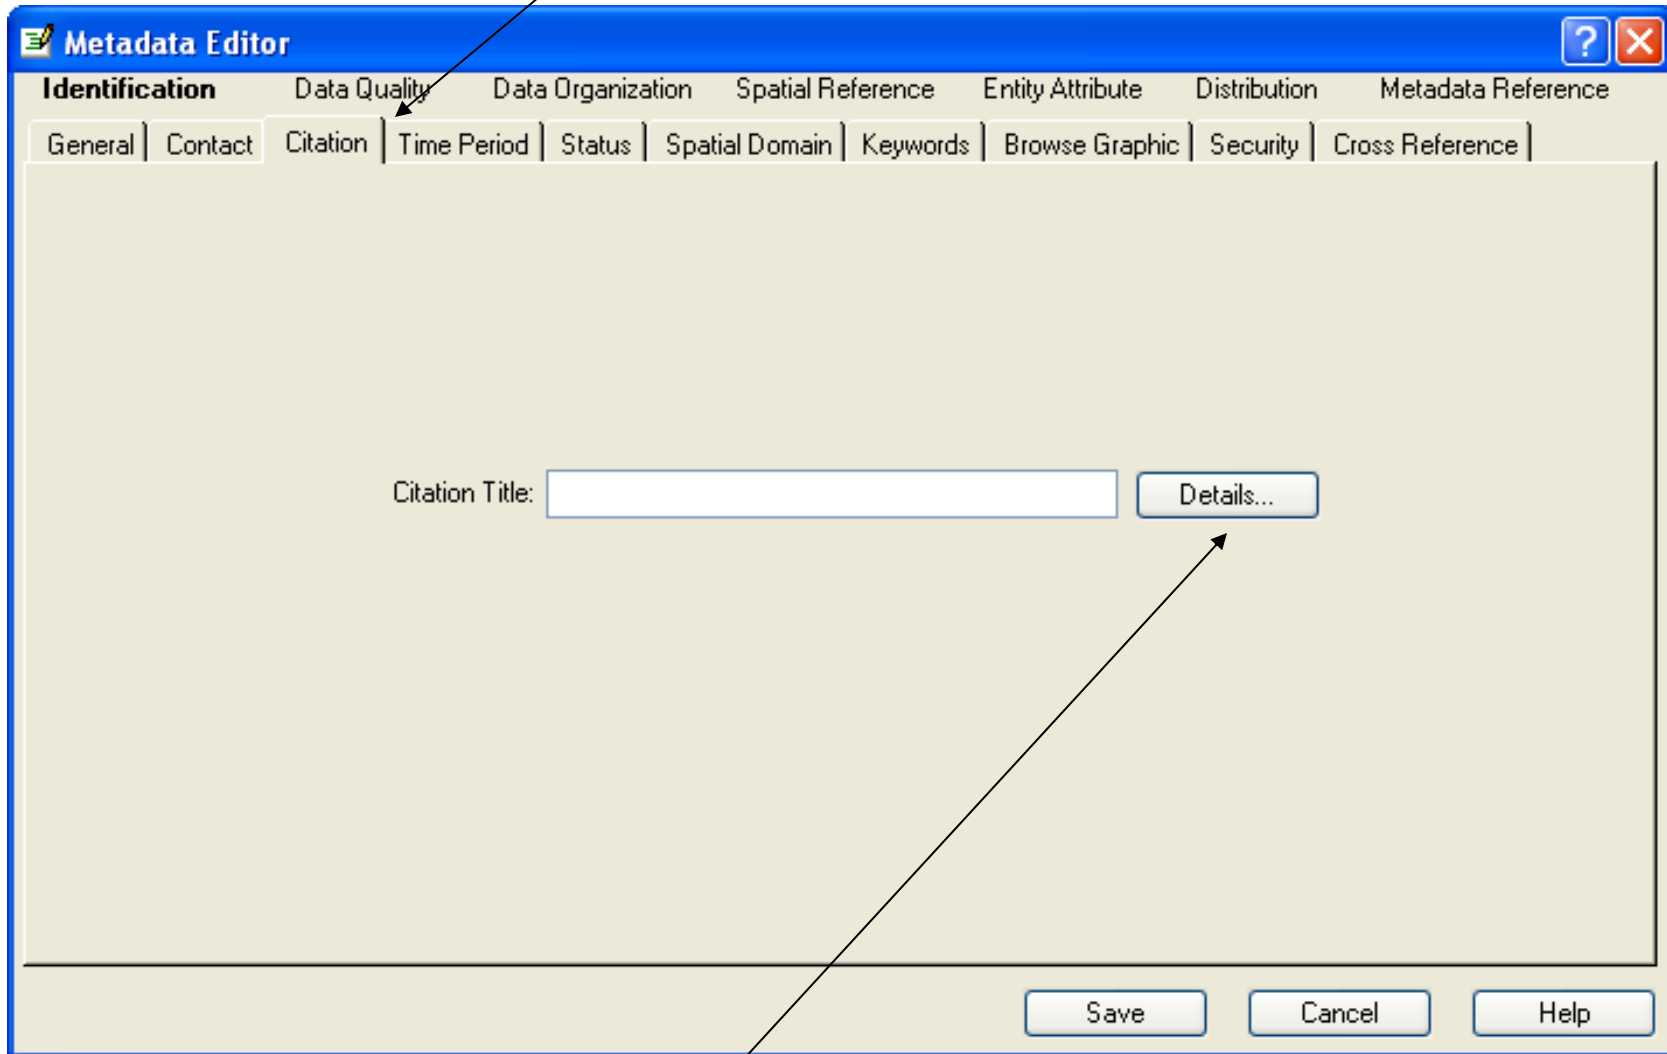 Metadata Editor
Identification Data Quality Data Organization Spatial Reference Entity Attribute Distribution Metadata Reference
General Contact Citation Time Period Status Spatial Domain Keywords Browse Graphic Security Cross Reference
Citation Title: Details...
Save Cancel Help